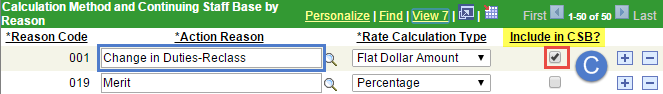 Calculation Method and Continuing Staff Base by Reason
Personalize | Find | View 7 | First 1-50 of 50 Last
*Reason Code *Action Reason *Rate Calculation Type Include in CSB?
001 Change in Duties-Reclass Flat Dollar Amount C
019 Merit Percentage